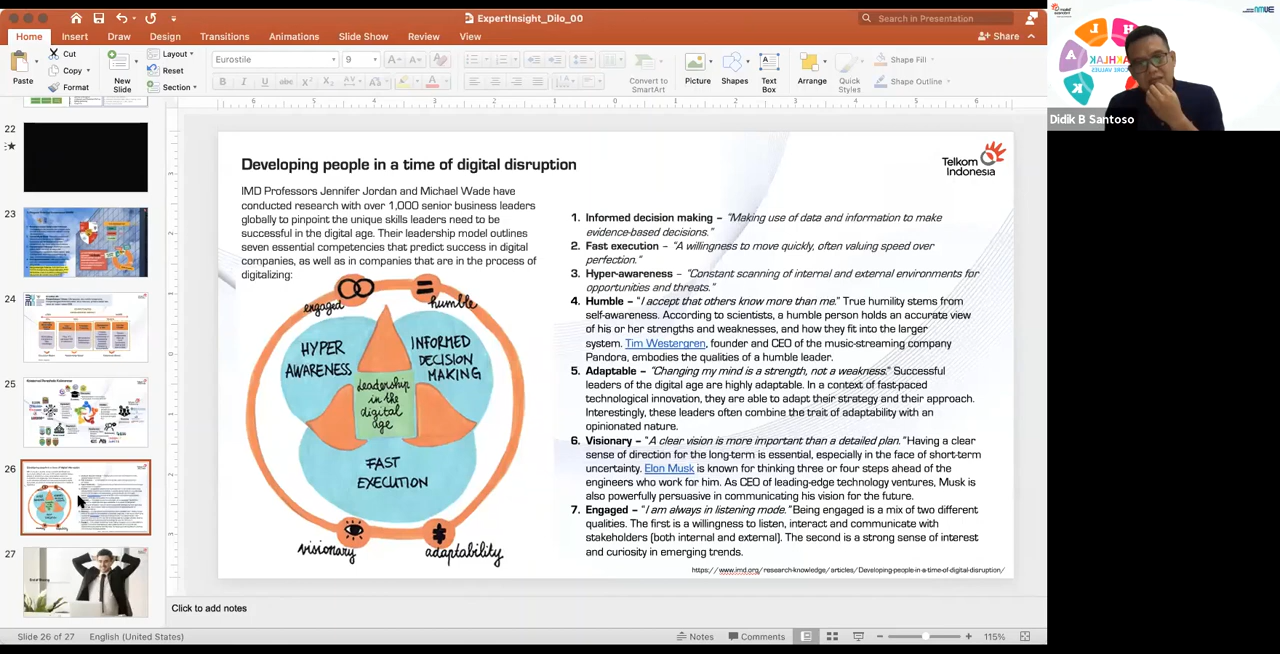 ExpertInsight_Dilo_00
Search in Presentation
Home Insert Draw Design Transitions Animations Slide Show Review View Share
Paste
Cut
Copy
Format
New Slide
Layout
Reset
Section
Eurostile 9
Convert to SmartArt
Picture
Shapes
Text Box
Arrange
Quick Styles
Shape Fill
Shape Outline
22
23
24
25
26
27
Developing people in a time of digital disruption
Telkom
Indonesia
IMD Professors Jennifer Jordan and Michael Wade have
conducted research with over 1,000 senior business leaders
globally to pinpoint the unique skills leaders need to be
successful in the digital age. Their leadership model outlines
seven essential competencies that predict success in digital
companies, as well as in companies that are in the process of
digitalizing:
engaged
humble
HYPER
AWARENESS
INFORMED
DECISION
MAKING
Leadership
in the
digital
age
FAST
EXECUTION
visionary
adaptability
1. Informed decision making – “Making use of data and information to make
evidence-based decisions.”
2. Fast execution – “A willingness to move quickly, often valuing speed over
perfection.”
3. Hyper-awareness – “Constant scanning of internal and external environments for
opportunities and threats.”
4. Humble – “I accept that others know more than me.” True humility stems from
self-awareness. According to scientists, a humble person holds an accurate view
of his or her strengths and weaknesses, and how they fit into the larger
system. Tim Westergren, founder and CEO of the music-streaming company
Pandora, embodies the qualities of a humble leader.
5. Adaptable – “Changing my mind is a strength, not a weakness.” Successful
leaders of the digital age are highly adaptable. In a context of fast-paced
technological innovation, they are able to adapt their strategy and their approach.
Interestingly, these leaders often combine the trait of adaptability with an
opinionated nature.
6. Visionary – “A clear vision is more important than a detailed plan.” Having a clear
sense of direction for the long-term is essential, especially in the face of short-term
uncertainty. Elon Musk is known for thinking three or four steps ahead of the
engineers who work for him. As CEO of leading-edge technology ventures, Musk is
also powerfully persuasive in communicating his vision for the future.
7. Engaged – “I am always in listening mode.” Being engaged is a mix of two different
qualities. The first is a willingness to listen, interact and communicate with
stakeholders (both internal and external). The second is a strong sense of interest
and curiosity in emerging trends.
https://www.imd.org/research-knowledge/articles/Developing-people-in-a-time-of-digital-disruption/
Click to add notes
Slide 26 of 27 English (United States) Notes Comments 115%
Didik B Santoso